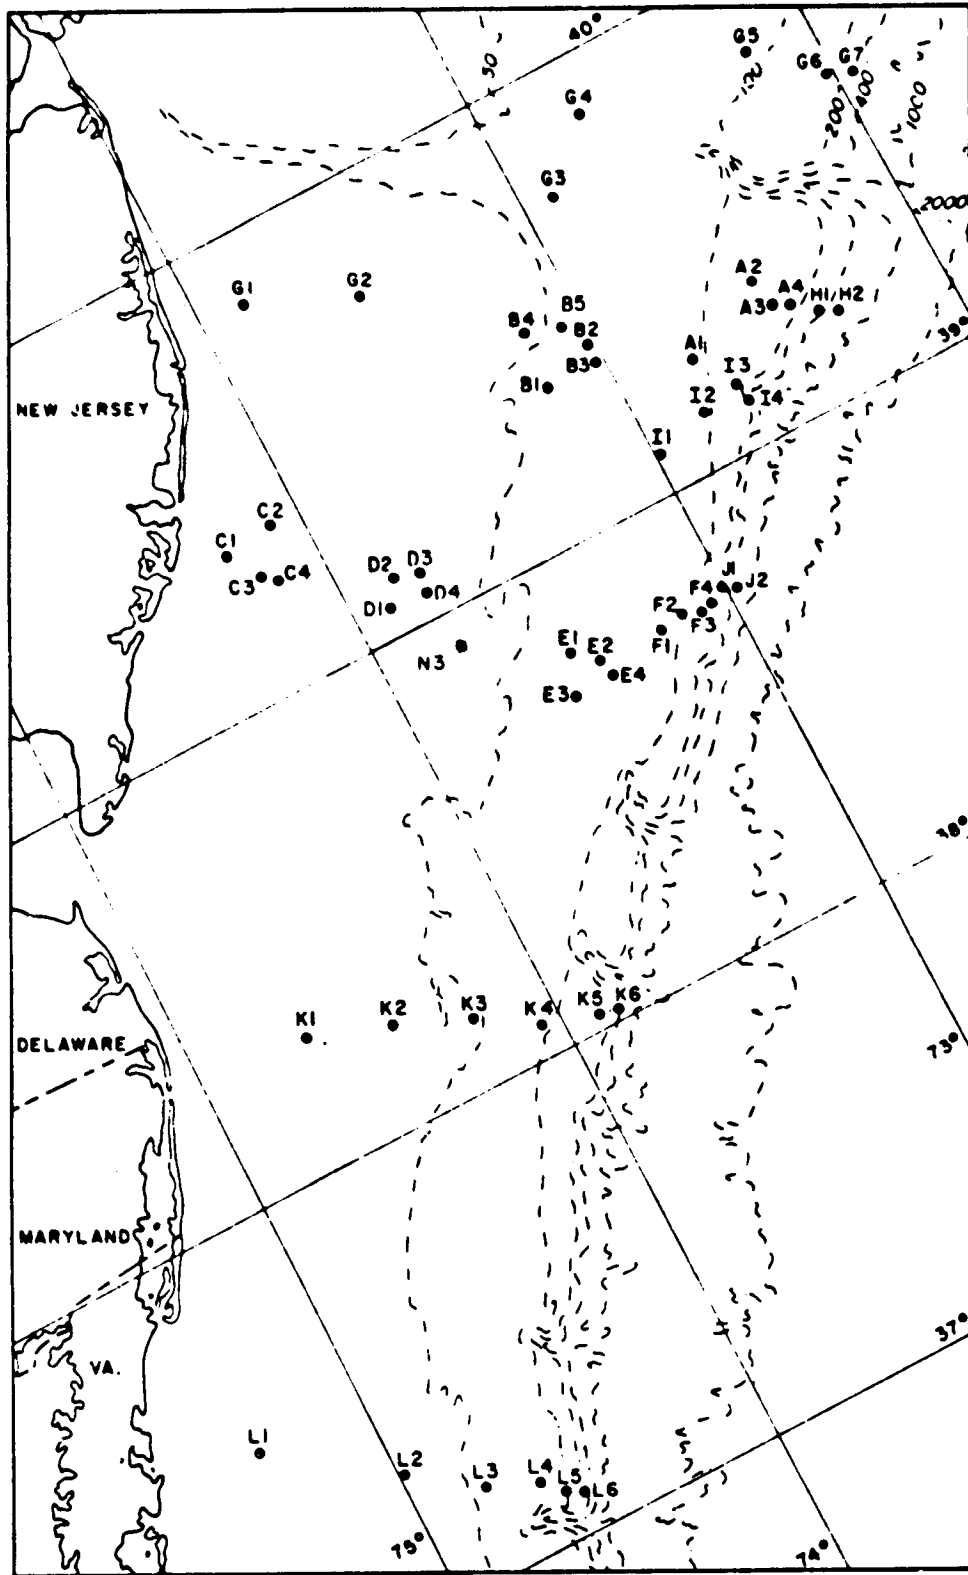 40°
G5
G6
G7
50
100
200
400
1000
G4
G3
2000
G1
G2
A2
A3
A4
H1/H2
B4
B5
B2
B3
B1
A1
39°
I3
I2
I4
NEW JERSEY
I1
C2
C1
C3
C4
D2
D3
D1
D4
J1
J2
F4
F2
F3
F1
N3
E1
E2
E4
E3
38°
K1
K2
K3
K4
K5
K6
DELAWARE
73°
MARYLAND
37°
VA.
L1
L2
L3
L4
L5
L6
75°
74°